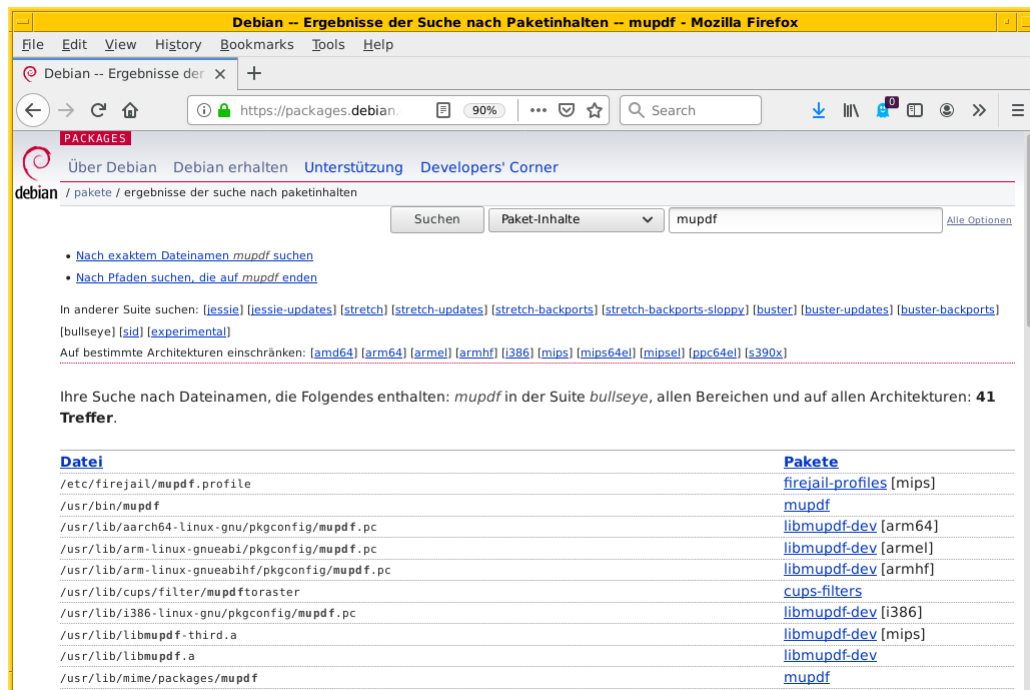 Debian -- Ergebnisse der Suche nach Paketinhalten -- mupdf - Mozilla Firefox
File Edit View History Bookmarks Tools Help
Debian -- Ergebnisse der
https://packages.debian. 90% Search 0
PACKAGES
Über Debian Debian erhalten Unterstützung Developers' Corner
debian / pakete / ergebnisse der suche nach paketinhalten
Suchen Paket-Inhalte mupdf Alle Optionen
• Nach exaktem Dateinamen mupdf suchen
• Nach Pfaden suchen, die auf mupdf enden
In anderer Suite suchen: [jessie] [jessie-updates] [stretch] [stretch-updates] [stretch-backports] [stretch-backports-sloppy] [buster] [buster-updates] [buster-backports]
[bullseye] [sid] [experimental]
Auf bestimmte Architekturen einschränken: [amd64] [arm64] [armel] [armhf] [i386] [mips] [mips64el] [mipsel] [ppc64el] [s390x]
Ihre Suche nach Dateinamen, die Folgendes enthalten: mupdf in der Suite bullseye, allen Bereichen und auf allen Architekturen: 41
Treffer.
Datei Pakete
/etc/firejail/mupdf.profile firejail-profiles [mips]
/usr/bin/mupdf mupdf
/usr/lib/aarch64-linux-gnu/pkgconfig/mupdf.pc libmupdf-dev [arm64]
/usr/lib/arm-linux-gnueabi/pkgconfig/mupdf.pc libmupdf-dev [armel]
/usr/lib/arm-linux-gnueabihf/pkgconfig/mupdf.pc libmupdf-dev [armhf]
/usr/lib/cups/filter/mupdftoraster cups-filters
/usr/lib/i386-linux-gnu/pkgconfig/mupdf.pc libmupdf-dev [i386]
/usr/lib/libmupdf-third.a libmupdf-dev [mips]
/usr/lib/libmupdf.a libmupdf-dev
/usr/lib/mime/packages/mupdf mupdf